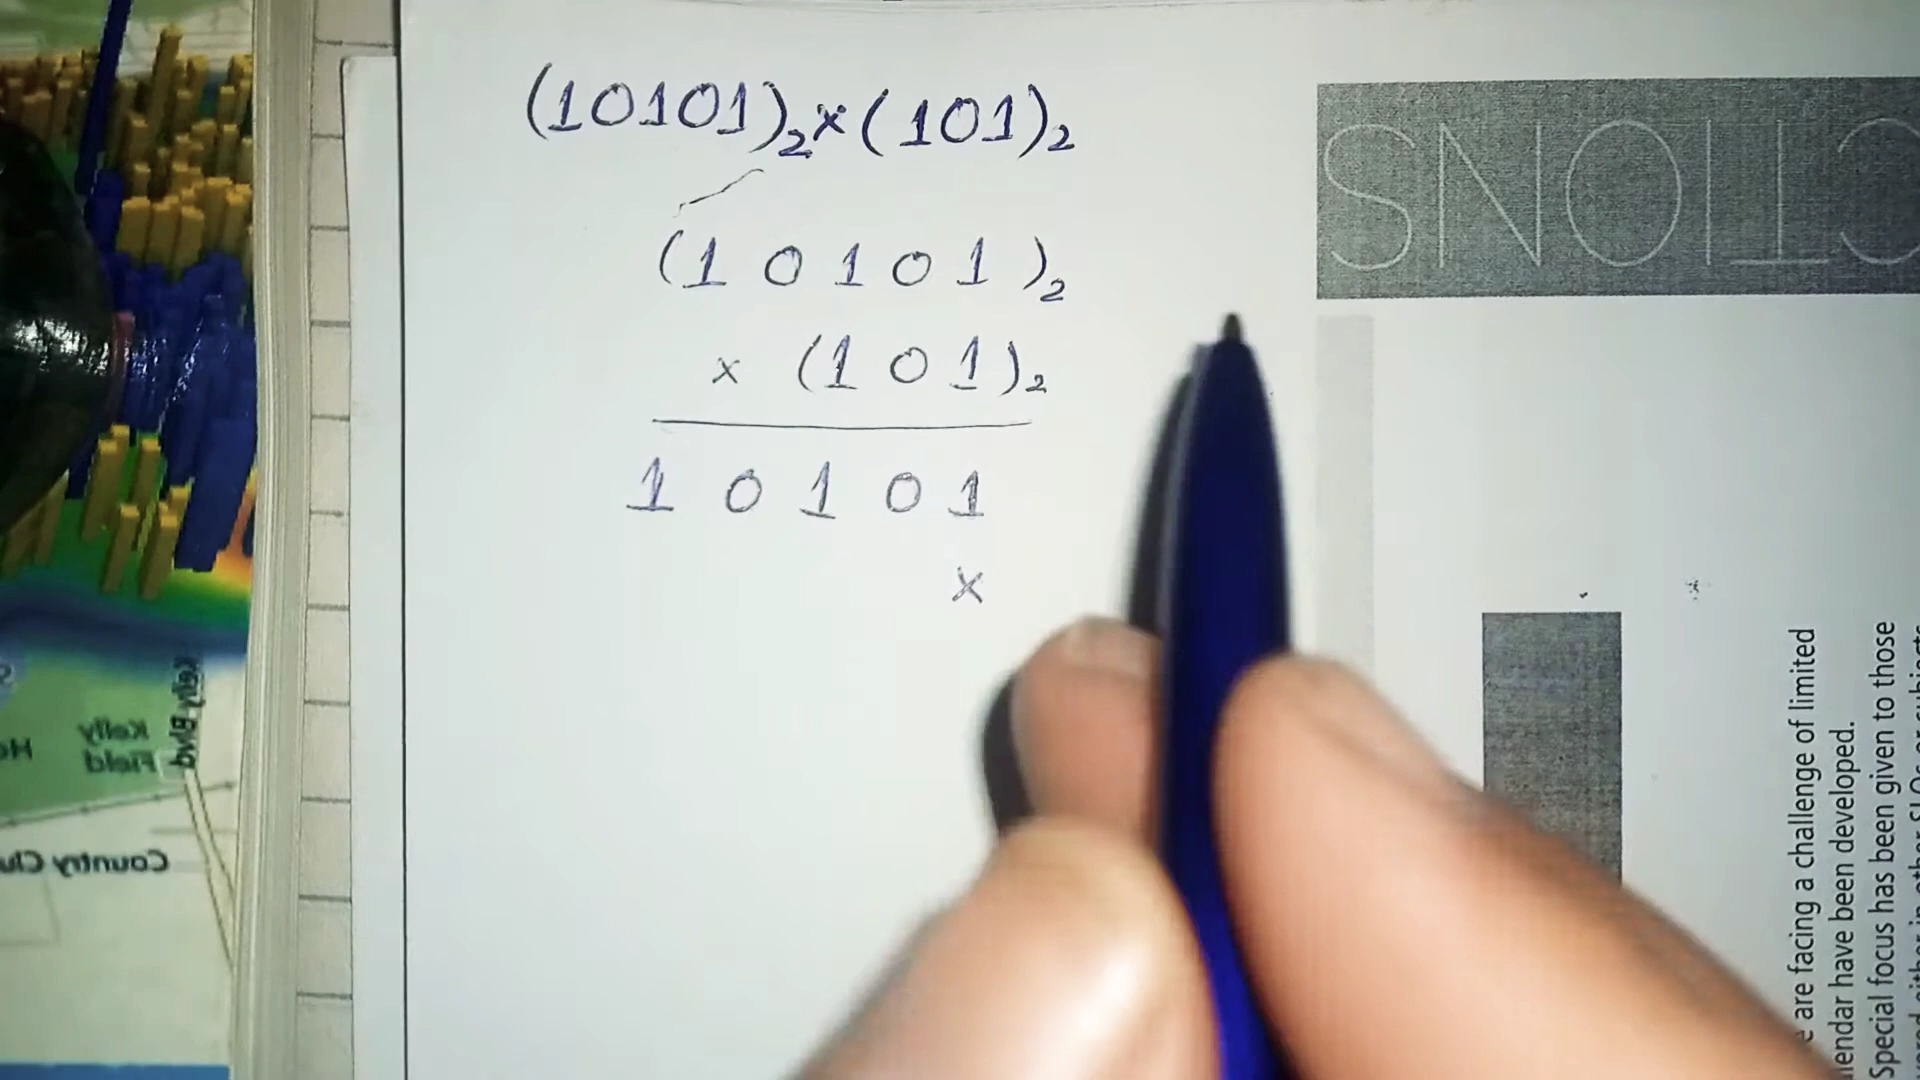 (10101)₂×(101)₂
(1 0 1 0 1)₂
× (1 0 1)₂
1 0 1 0 1
×
CTIONS
e are facing a challenge of limited
lendar have been developed.
Special focus has been given to those
Kelly Blvd
Kelly
Field
Country Clu